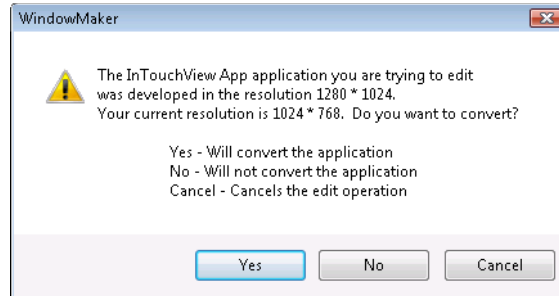 WindowMaker
The InTouchView App application you are trying to edit
was developed in the resolution 1280 * 1024.
Your current resolution is 1024 * 768.  Do you want to convert?
Yes - Will convert the application
No - Will not convert the application
Cancel - Cancels the edit operation
Yes
No
Cancel